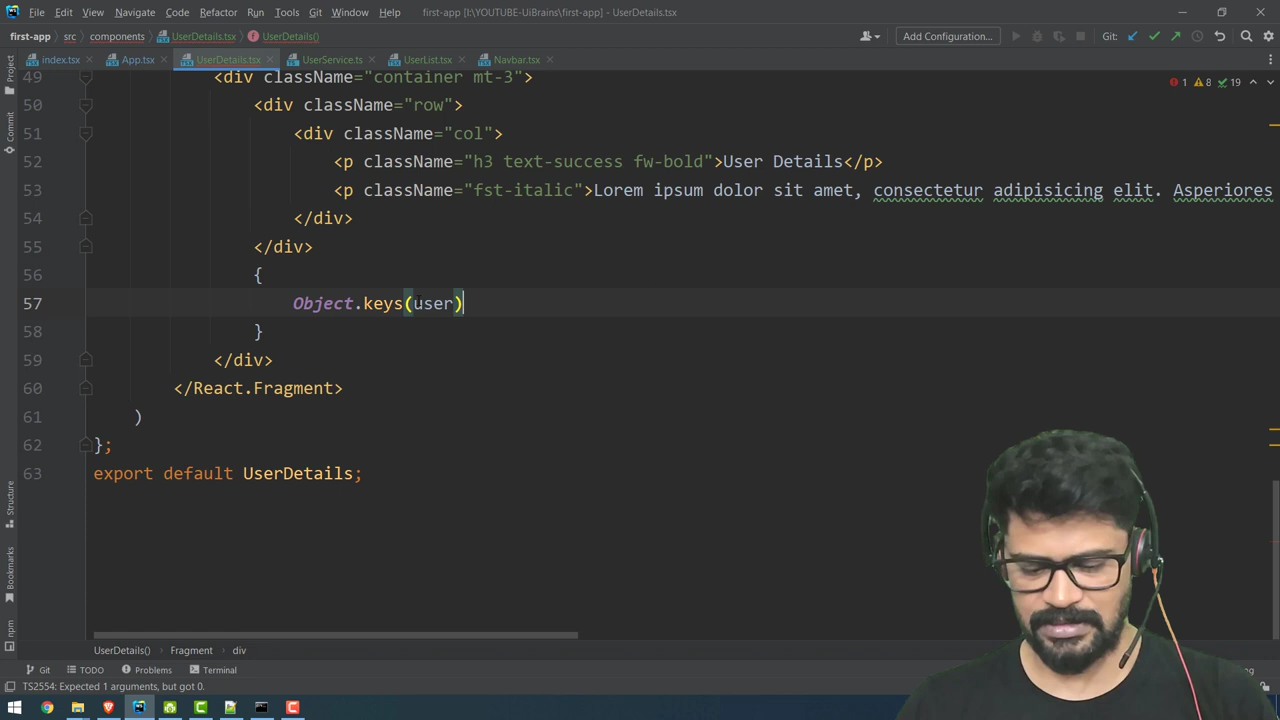 File Edit View Navigate Code Refactor Run Tools Git Window Help first-app [I:\YOUTUBE-UiBrains\first-app] - UserDetails.tsx
first-app src components UserDetails.tsx UserDetails() Add Configuration... Git:
index.tsx App.tsx UserDetails.tsx UserService.ts UserList.tsx Navbar.tsx
Project
Commit
Structure
Bookmarks
npm
1 8 19
49 <div className="container mt-3">
50 <div className="row">
51 <div className="col">
52 <p className="h3 text-success fw-bold">User Details</p>
53 <p className="fst-italic">Lorem ipsum dolor sit amet, consectetur adipisicing elit. Asperiores
54 </div>
55 </div>
56 {
57 Object.keys(user)
58 }
59 </div>
60 </React.Fragment>
61 )
62 };
63 export default UserDetails;
UserDetails() Fragment div
Git TODO Problems Terminal
TS2554: Expected 1 arguments, but got 0.